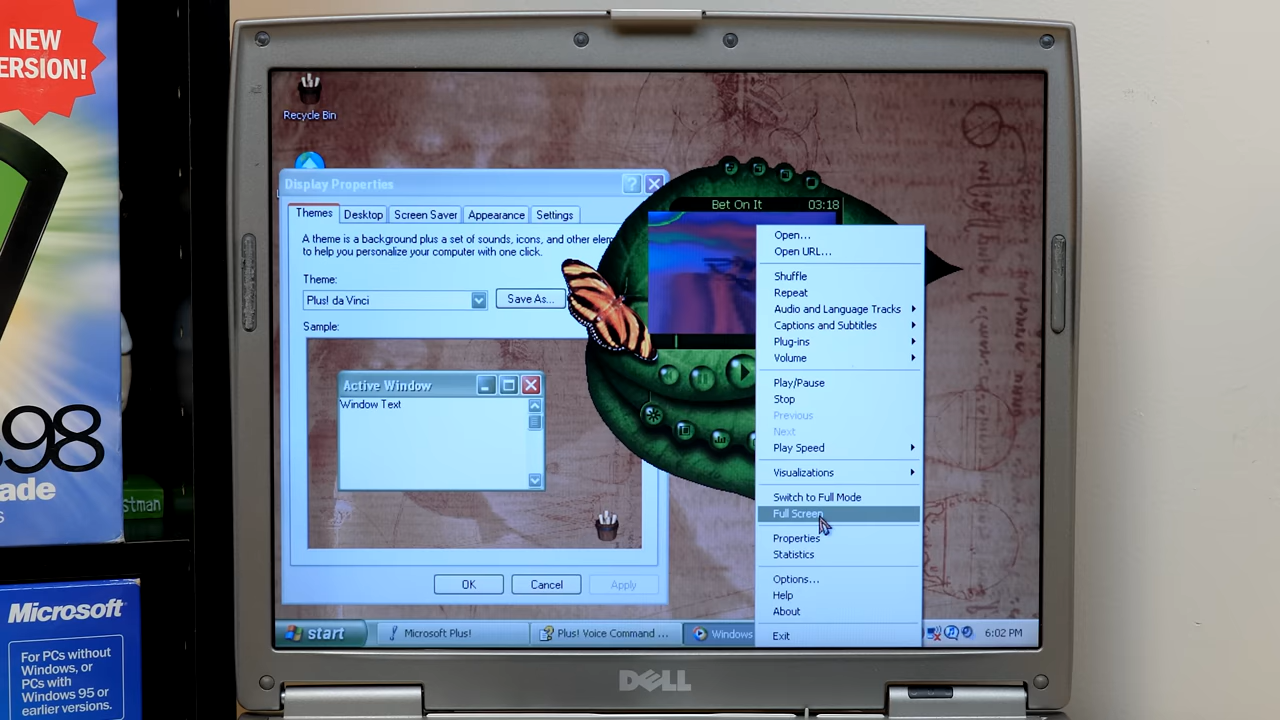 NEW
ERSION!
98
ade
s
stman
Microsoft
For PCs without
Windows, or
PCs with
Windows 95 or
earlier versions.
Recycle Bin
Display Properties
Themes
Desktop
Screen Saver
Appearance
Settings
A theme is a background plus a set of sounds, icons, and other elem
to help you personalize your computer with one click.
Theme:
Plus! da Vinci
Save As...
Sample:
Active Window
Window Text
OK
Cancel
Apply
Bet On It 03:18
Open...
Open URL...
Shuffle
Repeat
Audio and Language Tracks
Captions and Subtitles
Plug-ins
Volume
Play/Pause
Stop
Previous
Next
Play Speed
Visualizations
Switch to Full Mode
Full Screen
Properties
Statistics
Options...
Help
About
Exit
start
Microsoft Plus!
Plus! Voice Command ...
Windows
6:02 PM
DELL